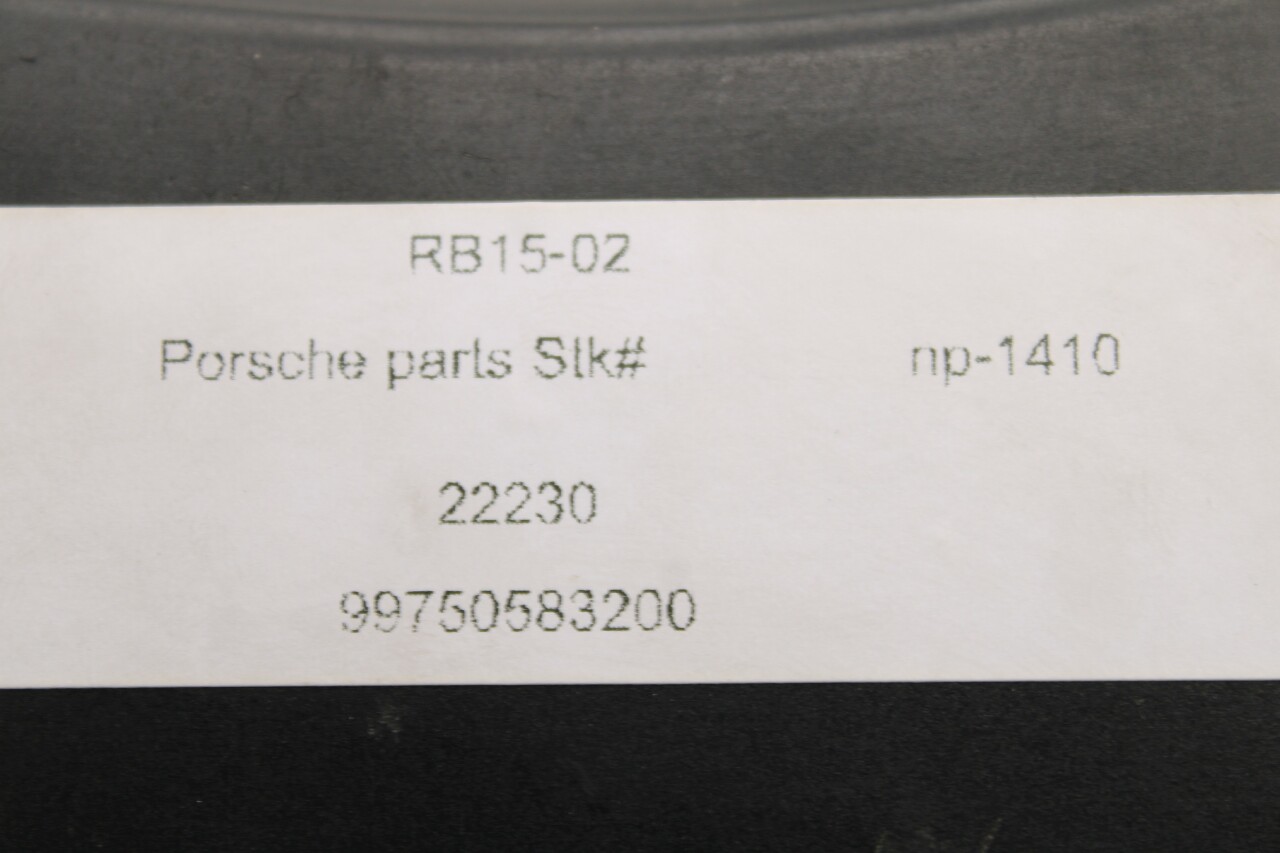 RB15-02
Porsche parts Stk# np-1410
22230
99750583200